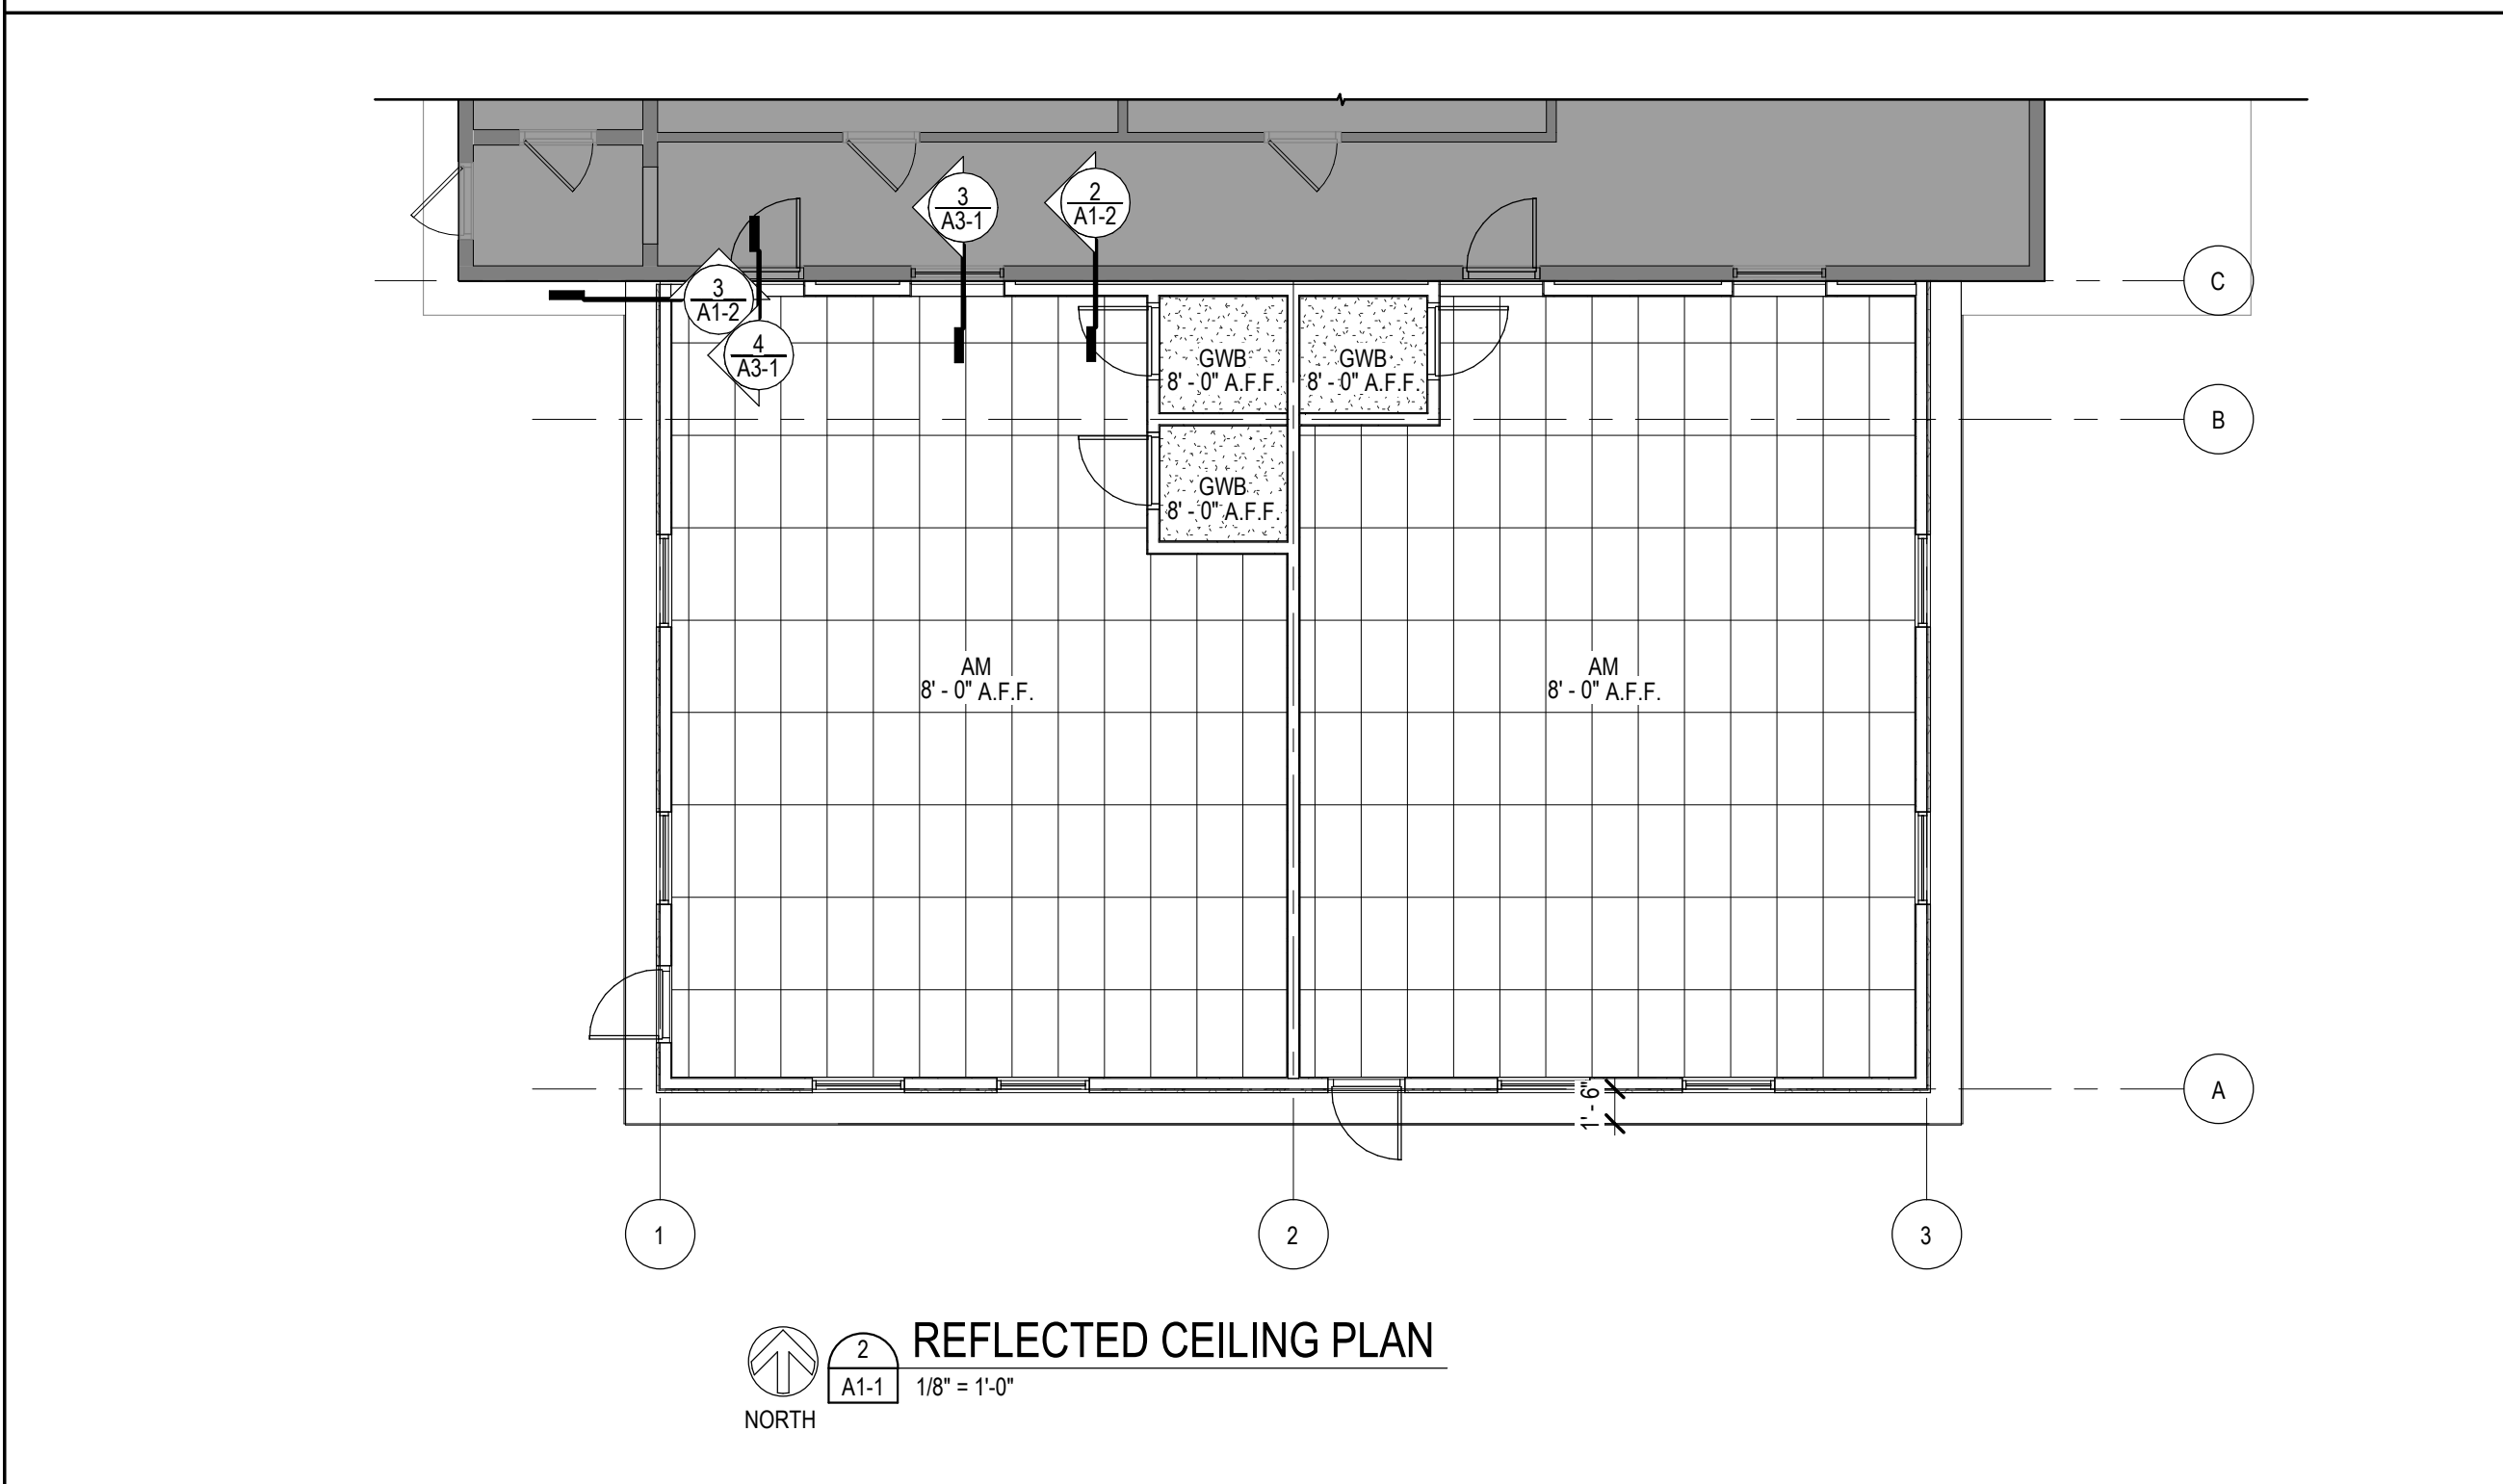 3
A3-1
2
A1-2
3
A1-2
4
A3-1
C
B
GWB
8' - 0" A.F.F.
GWB
8' - 0" A.F.F.
GWB
8' - 0" A.F.F.
AM
8' - 0" A.F.F.
AM
8' - 0" A.F.F.
1' - 6"
A
1
2
3
2
A1-1
REFLECTED CEILING PLAN
1/8" = 1'-0"
NORTH